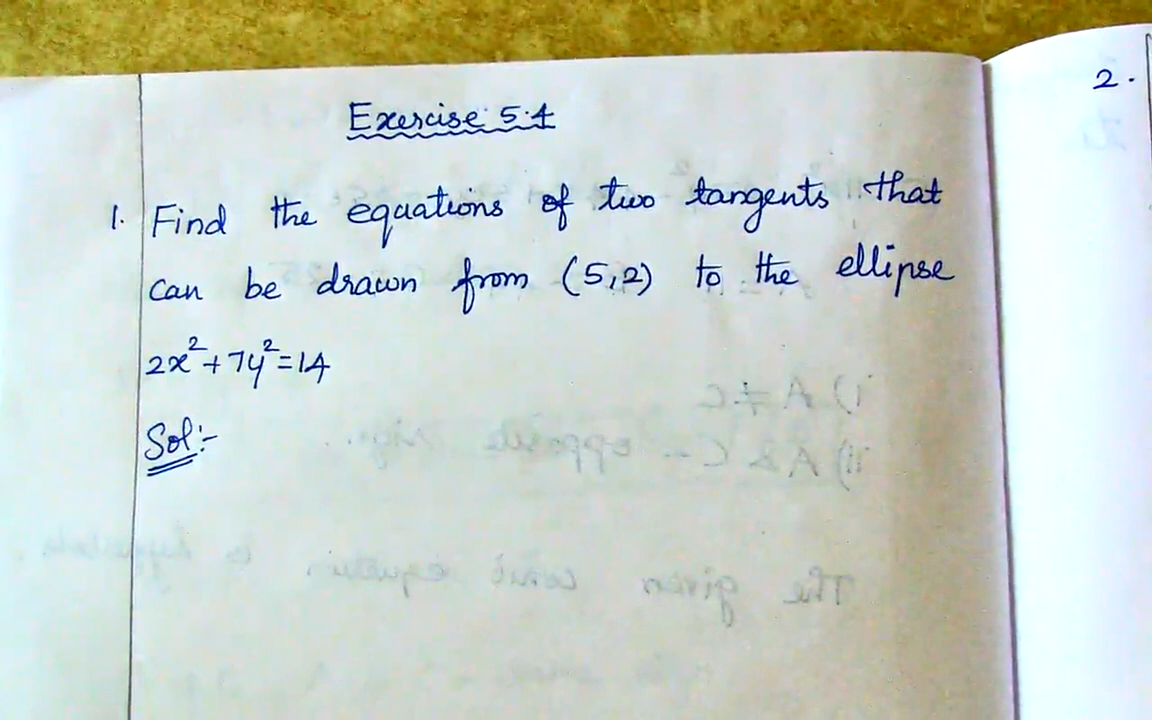 Exercise 5.4
1. Find the equations of two tangents that
can be drawn from (5,2) to the ellipse
2x²+7y²=14
Sol:-
2.